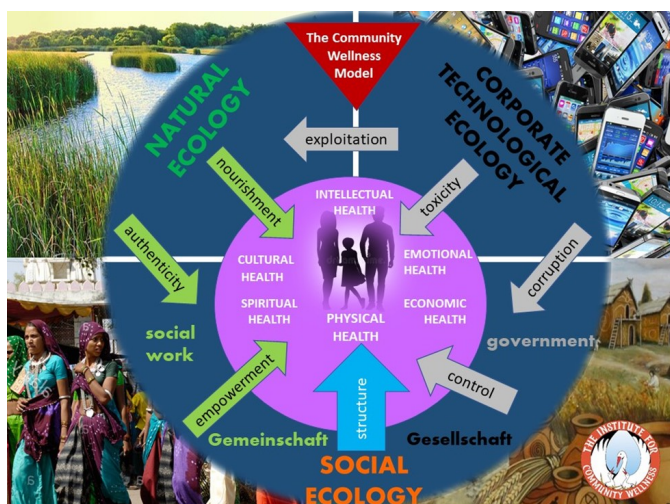 The Community
Wellness
Model
NATURAL
ECOLOGY
CORPORATE
TECHNOLOGICAL
ECOLOGY
exploitation
nourishment
toxicity
INTELLECTUAL
HEALTH
authenticity
CULTURAL
HEALTH
EMOTIONAL
HEALTH
corruption
SPIRITUAL
HEALTH
ECONOMIC
HEALTH
PHYSICAL
HEALTH
social
work
government
empowerment
structure
control
Gemeinschaft
Gesellschaft
SOCIAL
ECOLOGY
THE INSTITUTE FOR
COMMUNITY WELLNESS